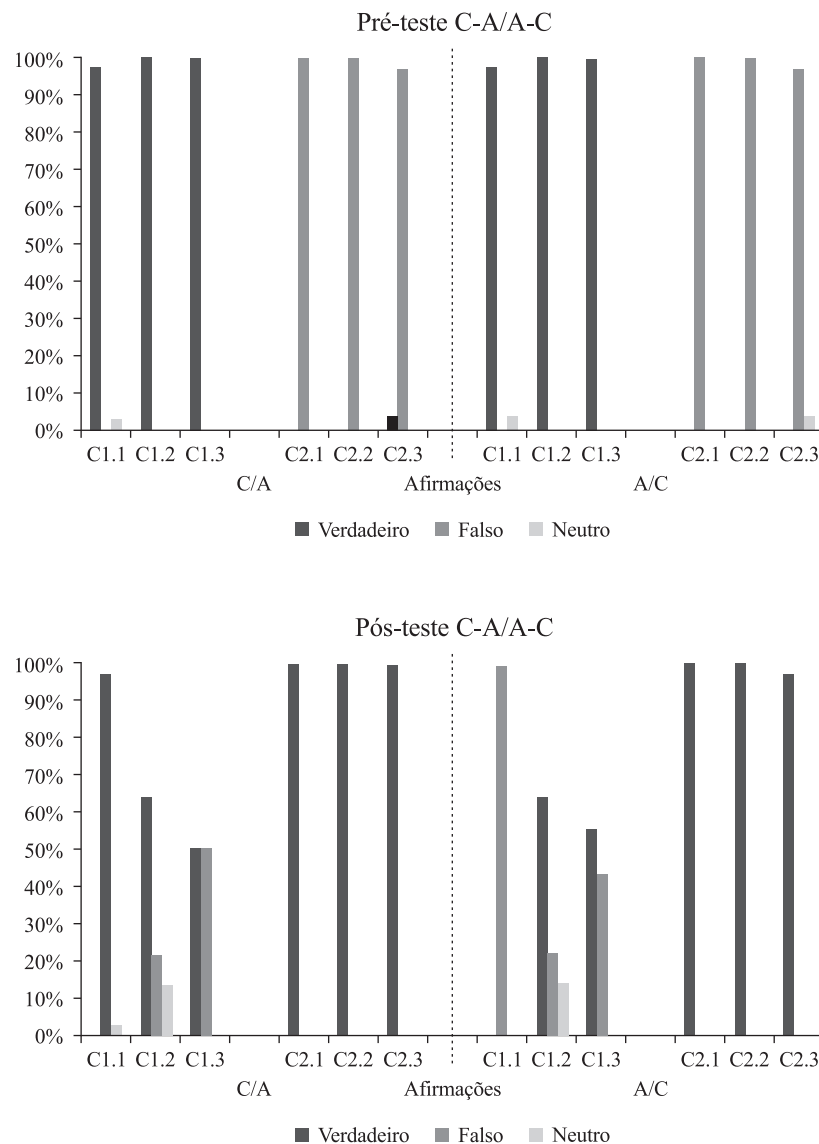 Pré-teste C-A/A-C
100%
90%
80%
70%
60%
50%
40%
30%
20%
10%
0%
C1.1 C1.2 C1.3 C2.1 C2.2 C2.3 C1.1 C1.2 C1.3 C2.1 C2.2 C2.3
C/A Afirmações A/C
Verdadeiro Falso Neutro
Pós-teste C-A/A-C
100%
90%
80%
70%
60%
50%
40%
30%
20%
10%
0%
C1.1 C1.2 C1.3 C2.1 C2.2 C2.3 C1.1 C1.2 C1.3 C2.1 C2.2 C2.3
C/A Afirmações A/C
Verdadeiro Falso Neutro